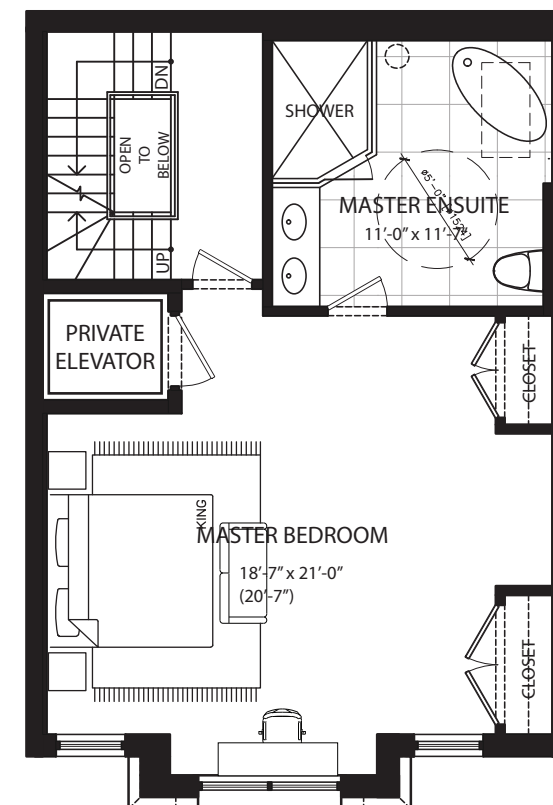 DN
OPEN
TO
BELOW
UP
SHOWER
MASTER ENSUITE
11'-0" x 11'-7"
PRIVATE
ELEVATOR
CLOSET
KING
MASTER BEDROOM
18'-7" x 21'-0"
(20'-7")
CLOSET